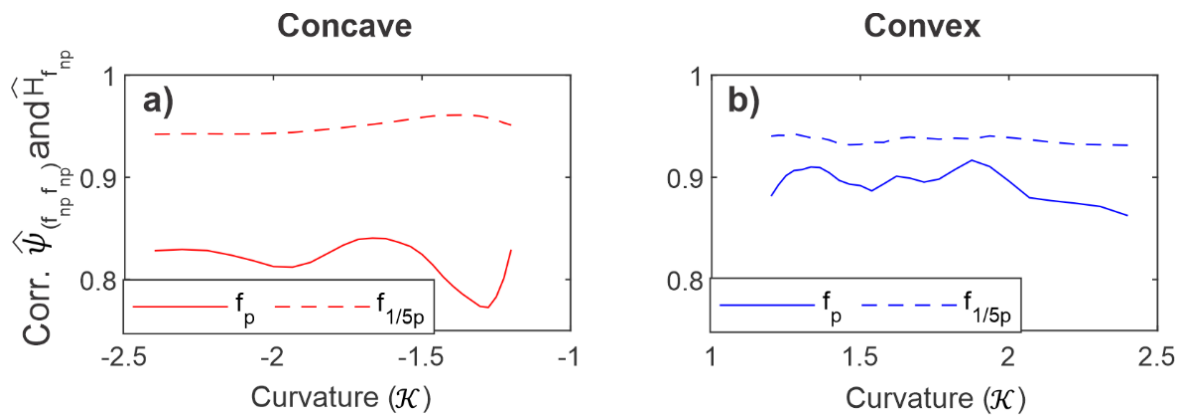 Concave
Convex
Corr. ψ̂(f_np f_np) and Ĥf_np
a)
b)
1
0.9
0.8
f_p
f_1/5p
-2.5
-2
-1.5
-1
Curvature (𝒦)
1
0.9
0.8
f_p
f_1/5p
1
1.5
2
2.5
Curvature (𝒦)